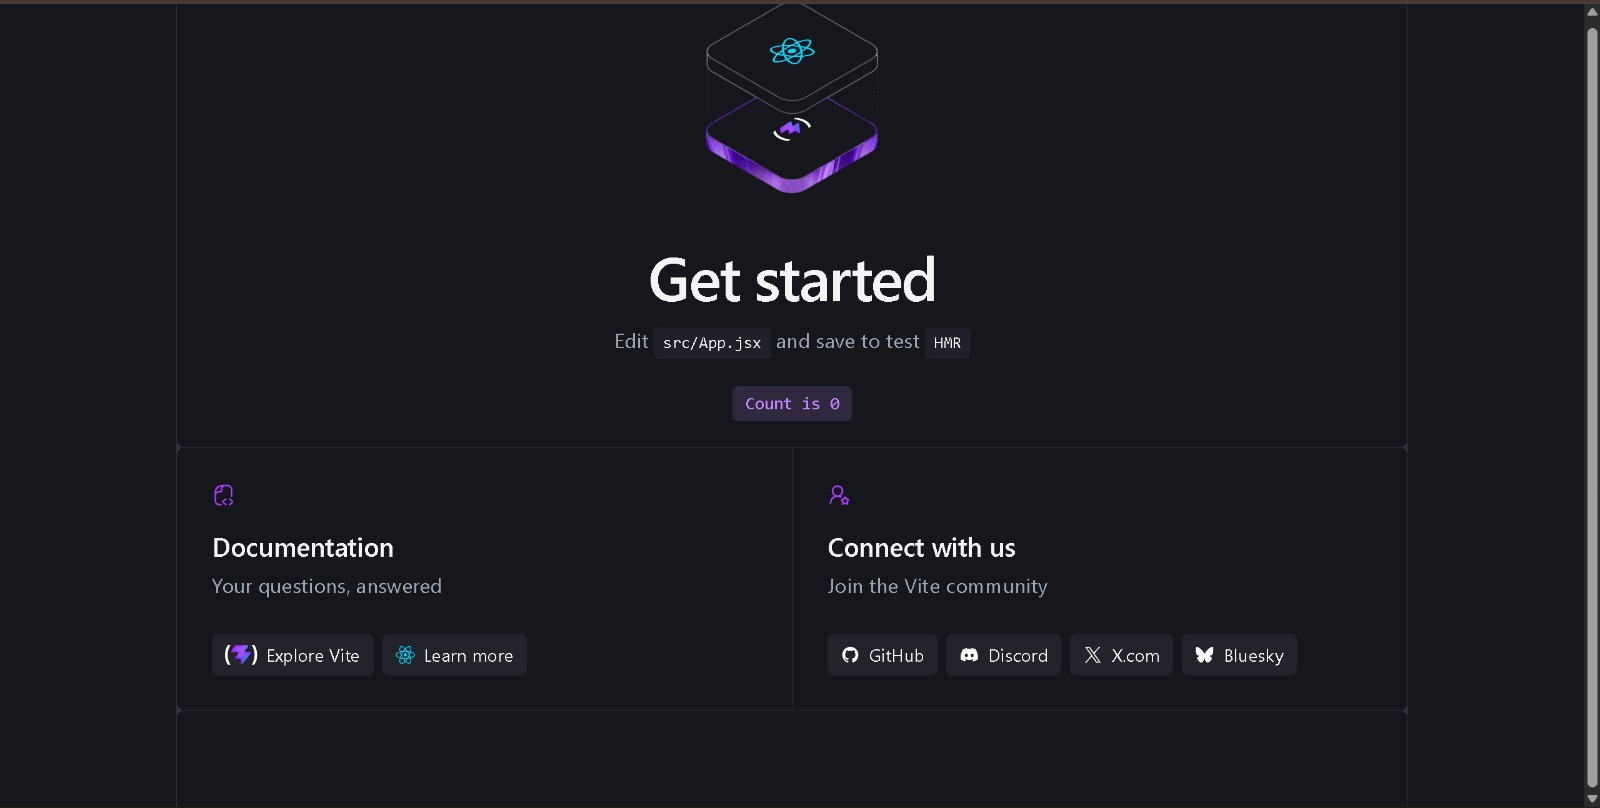 Get started
Edit src/App.jsx and save to test HMR
Count is 0
Documentation
Your questions, answered
Explore Vite
Learn more
Connect with us
Join the Vite community
GitHub
Discord
X.com
Bluesky